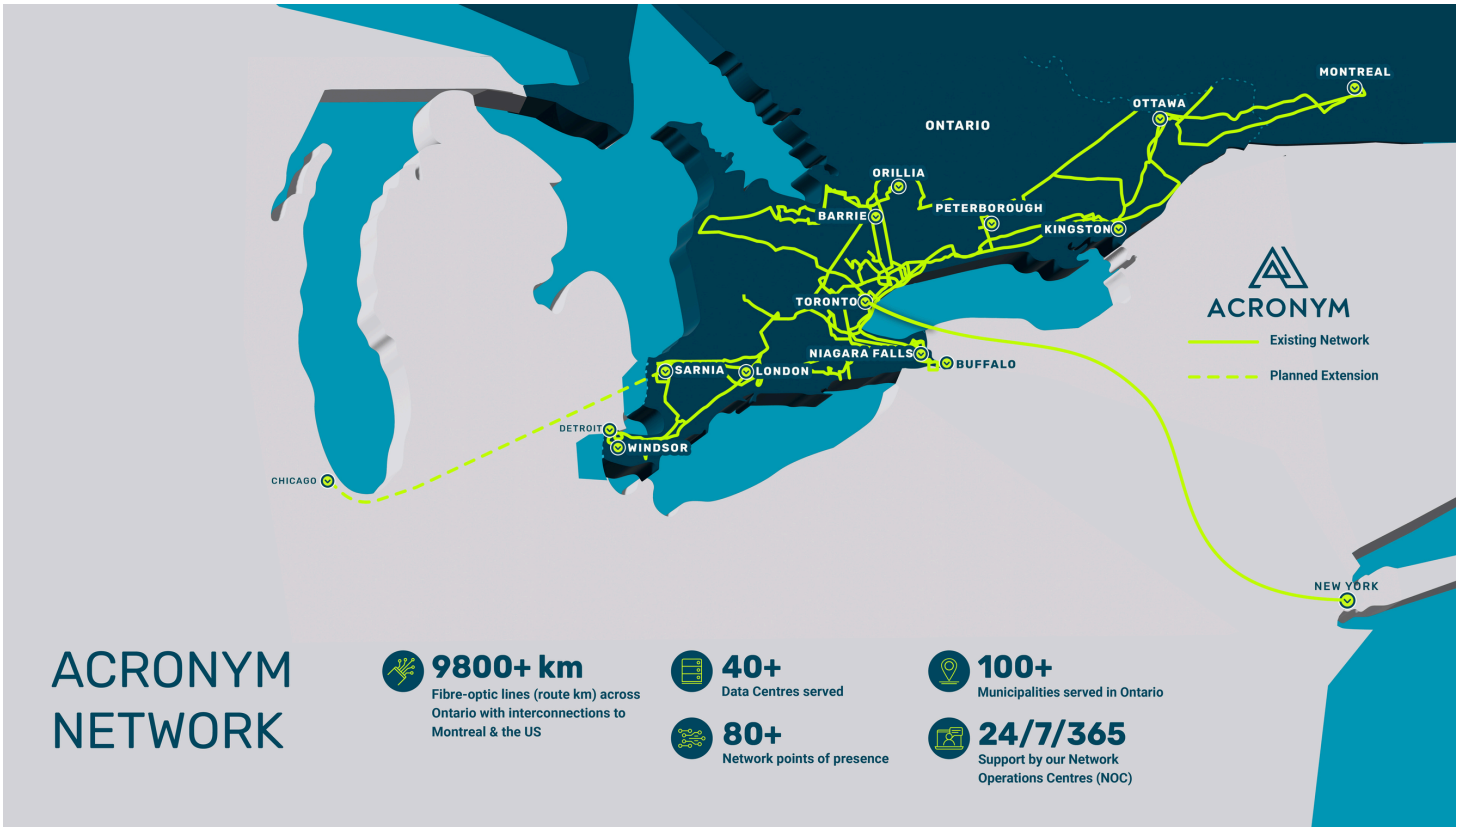 MONTREAL
OTTAWA
ONTARIO
ORILLIA
PETERBOROUGH
BARRIE
KINGSTON
TORONTO
ACRONYM
Existing Network
Planned Extension
NIAGARA FALLS
BUFFALO
SARNIA
LONDON
DETROIT
WINDSOR
CHICAGO
NEW YORK
ACRONYM
NETWORK
9800+ km
Fibre-optic lines (route km) across
Ontario with interconnections to
Montreal & the US
40+
Data Centres served
80+
Network points of presence
100+
Municipalities served in Ontario
24/7/365
Support by our Network
Operations Centres (NOC)